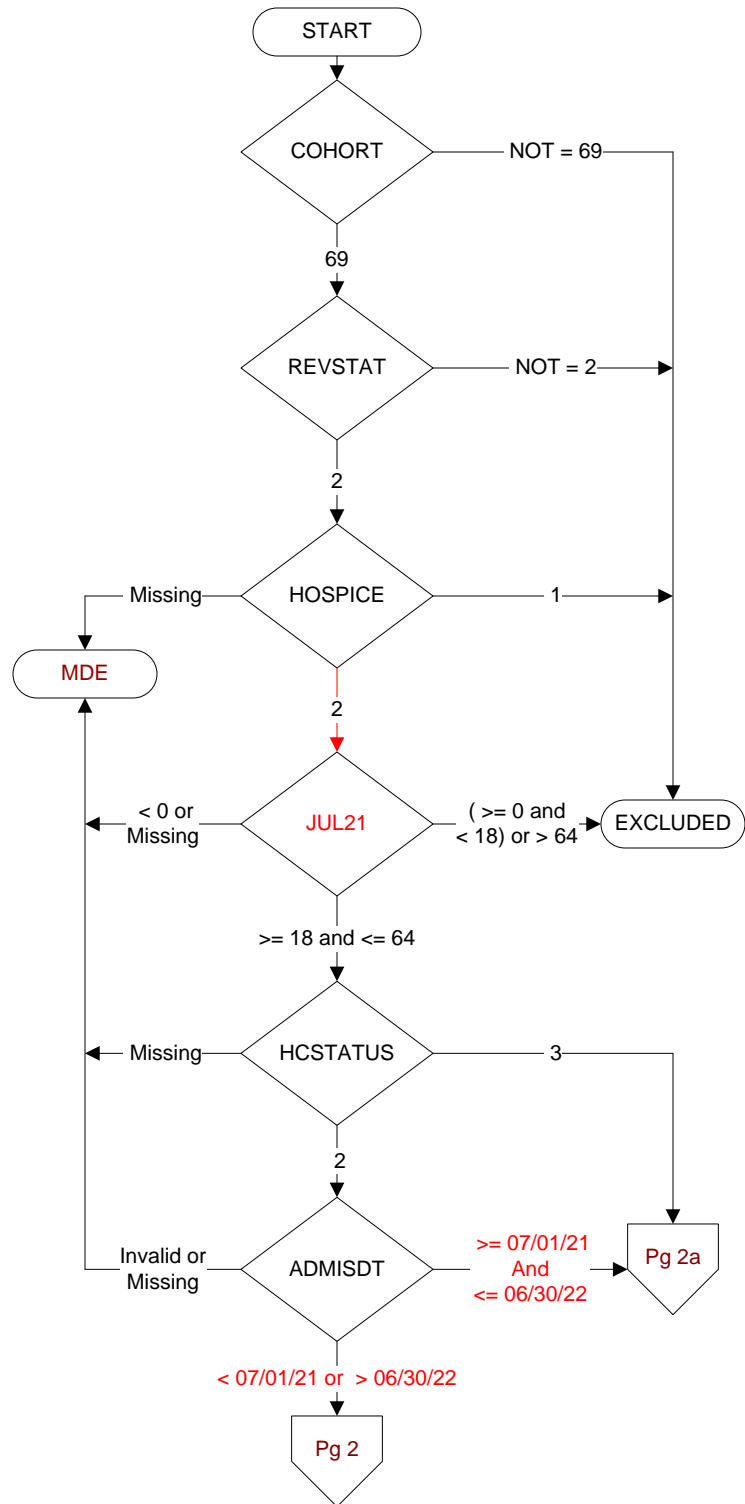 START
COHORT
NOT = 69
69
REVSTAT
NOT = 2
2
Missing
HOSPICE
1
MDE
2
< 0 or
Missing
JUL21
( >= 0 and
< 18) or > 64
EXCLUDED
>= 18 and <= 64
Missing
HCSTATUS
3
2
Invalid or
Missing
ADMISDT
>= 07/01/21
And
<= 06/30/22
Pg 2a
< 07/01/21 or  > 06/30/22
Pg 2